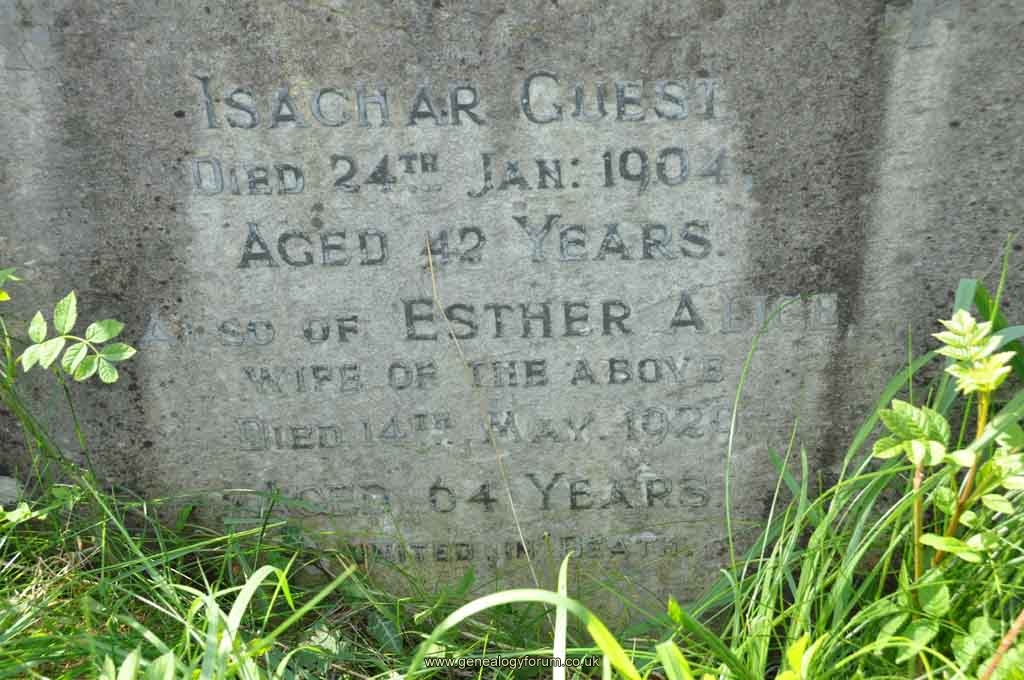 ISACHAR GUEST
DIED 24TH JAN: 1904,
AGED 42 YEARS.
ALSO OF ESTHER ALICE,
WIFE OF THE ABOVE
DIED 14TH MAY
AGED 64 YEARS
UNITED IN DEATH.
www.genealogyforum.co.uk